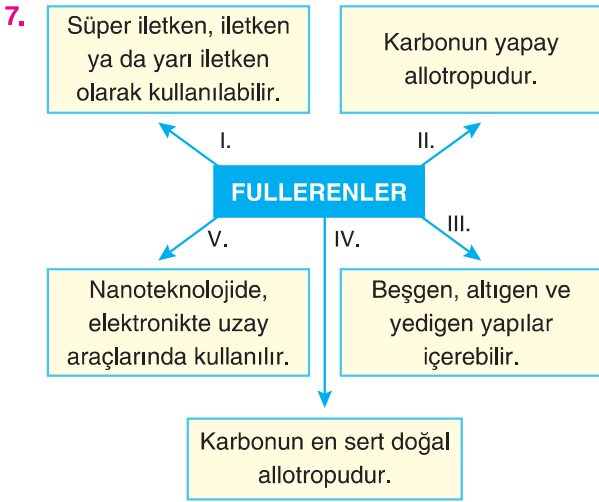 7.
Süper iletken, iletken
ya da yarı iletken
olarak kullanılabilir.
Karbonun yapay
allotropudur.
I.
II.
FULLERENLER
III.
V.
IV.
Nanoteknolojide,
elektronikte uzay
araçlarında kullanılır.
Beşgen, altıgen ve
yedigen yapılar
içerebilir.
Karbonun en sert doğal
allotropudur.